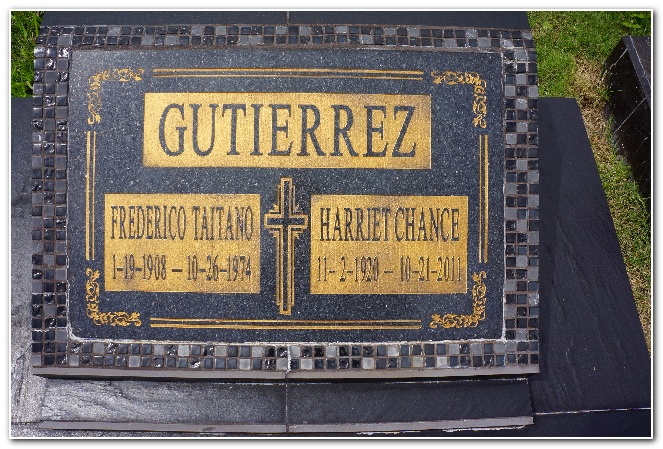 GUTIERREZ
FREDERICO TAITANO
1-19-1908 – 10-26-1974
HARRIET CHANCE
11- 2-1920 – 10-21-2011